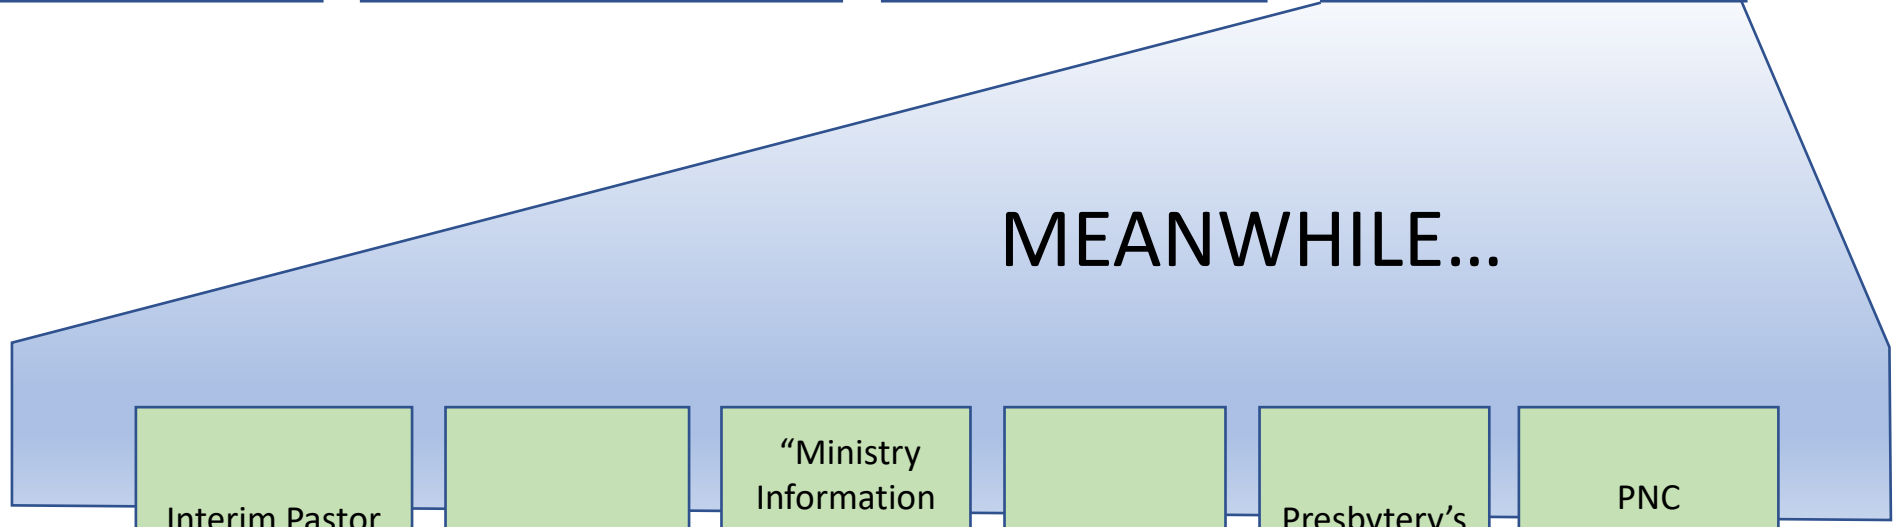 MEANWHILE...
“Ministry
Information
Interim Pastor
Presbytery’s
PNC